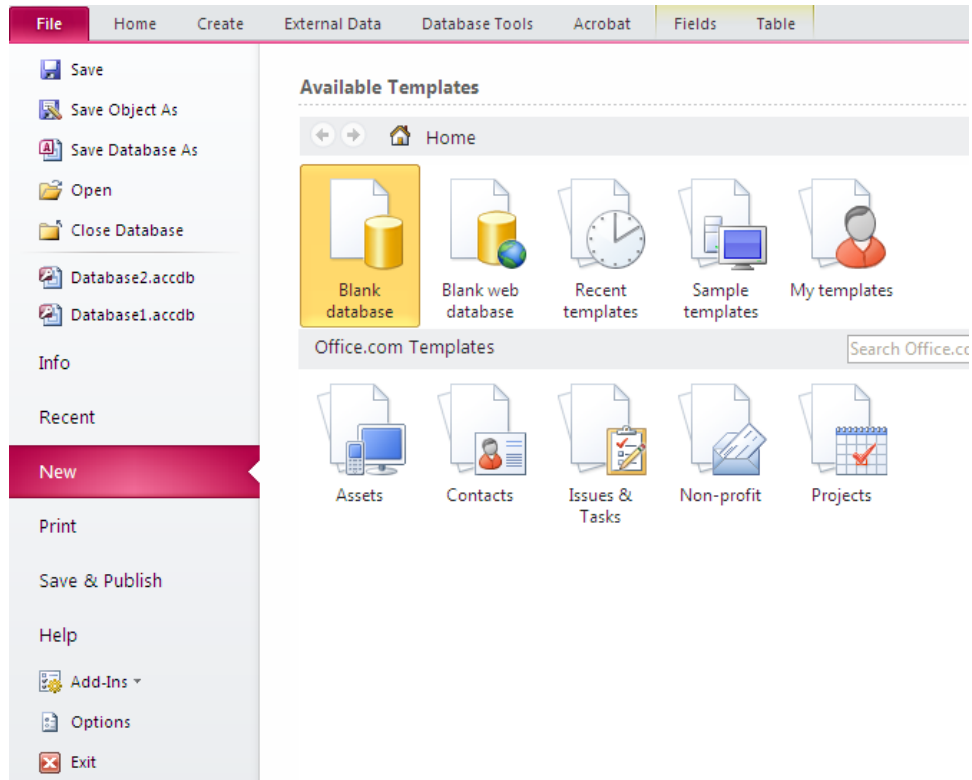 File Home Create External Data Database Tools Acrobat Fields Table
Save
Save Object As
Save Database As
Open
Close Database
Database2.accdb
Database1.accdb
Info
Recent
New
Print
Save & Publish
Help
Add-Ins
Options
Exit
Available Templates
Home
Blank
database
Blank web
database
Recent
templates
Sample
templates
My templates
Office.com Templates
Search Office.co
Assets
Contacts
Issues &
Tasks
Non-profit
Projects